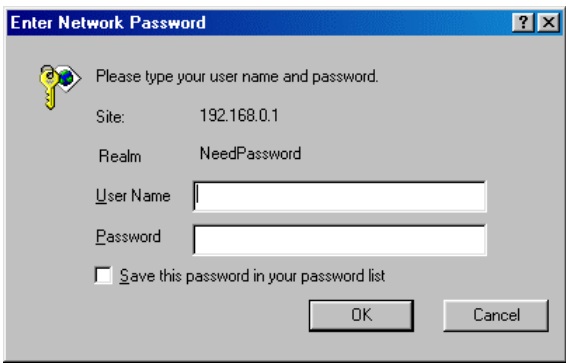 Enter Network Password
Please type your user name and password.
Site: 192.168.0.1
Realm NeedPassword
User Name
Password
Save this password in your password list
OK Cancel